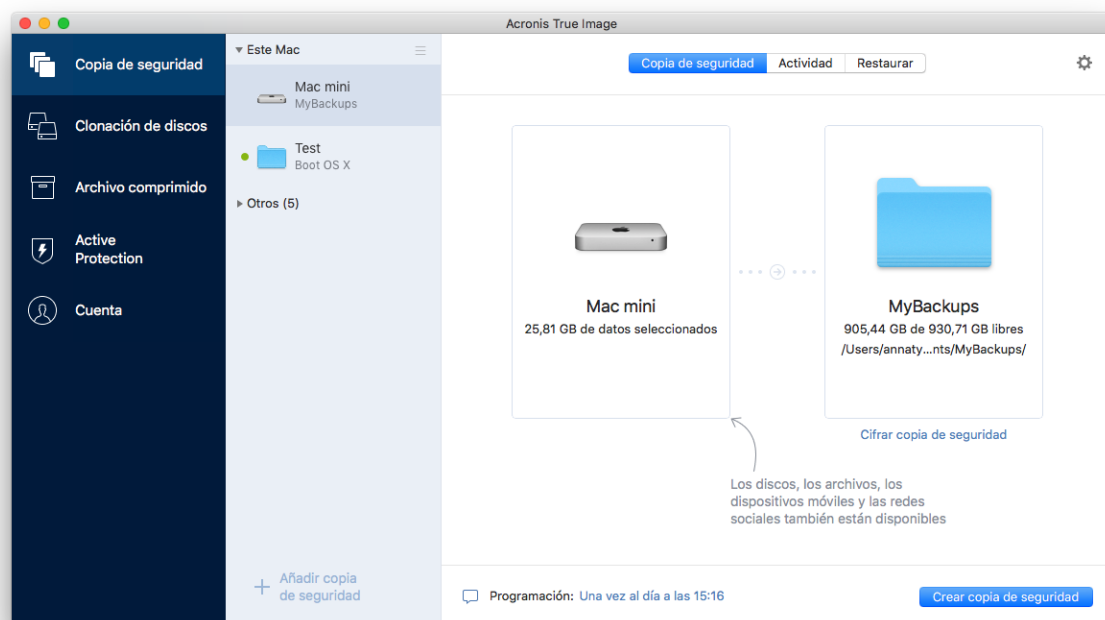 Acronis True Image
Copia de seguridad
Clonación de discos
Archivo comprimido
Active
Protection
Cuenta
Este Mac
Mac mini
MyBackups
Test
Boot OS X
Otros (5)
Añadir copia
de seguridad
Copia de seguridad
Actividad
Restaurar
Mac mini
25,81 GB de datos seleccionados
MyBackups
905,44 GB de 930,71 GB libres
/Users/annaty...nts/MyBackups/
Cifrar copia de seguridad
Los discos, los archivos, los
dispositivos móviles y las redes
sociales también están disponibles
Programación: Una vez al día a las 15:16
Crear copia de seguridad